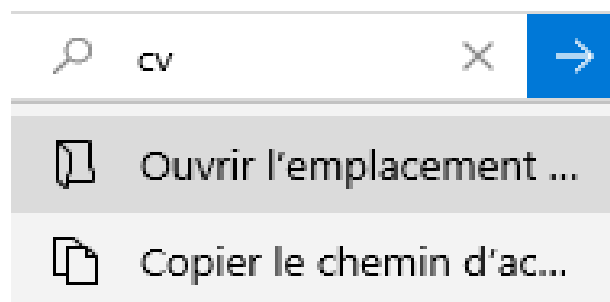 cv
Ouvrir l'emplacement ...
Copier le chemin d'ac...